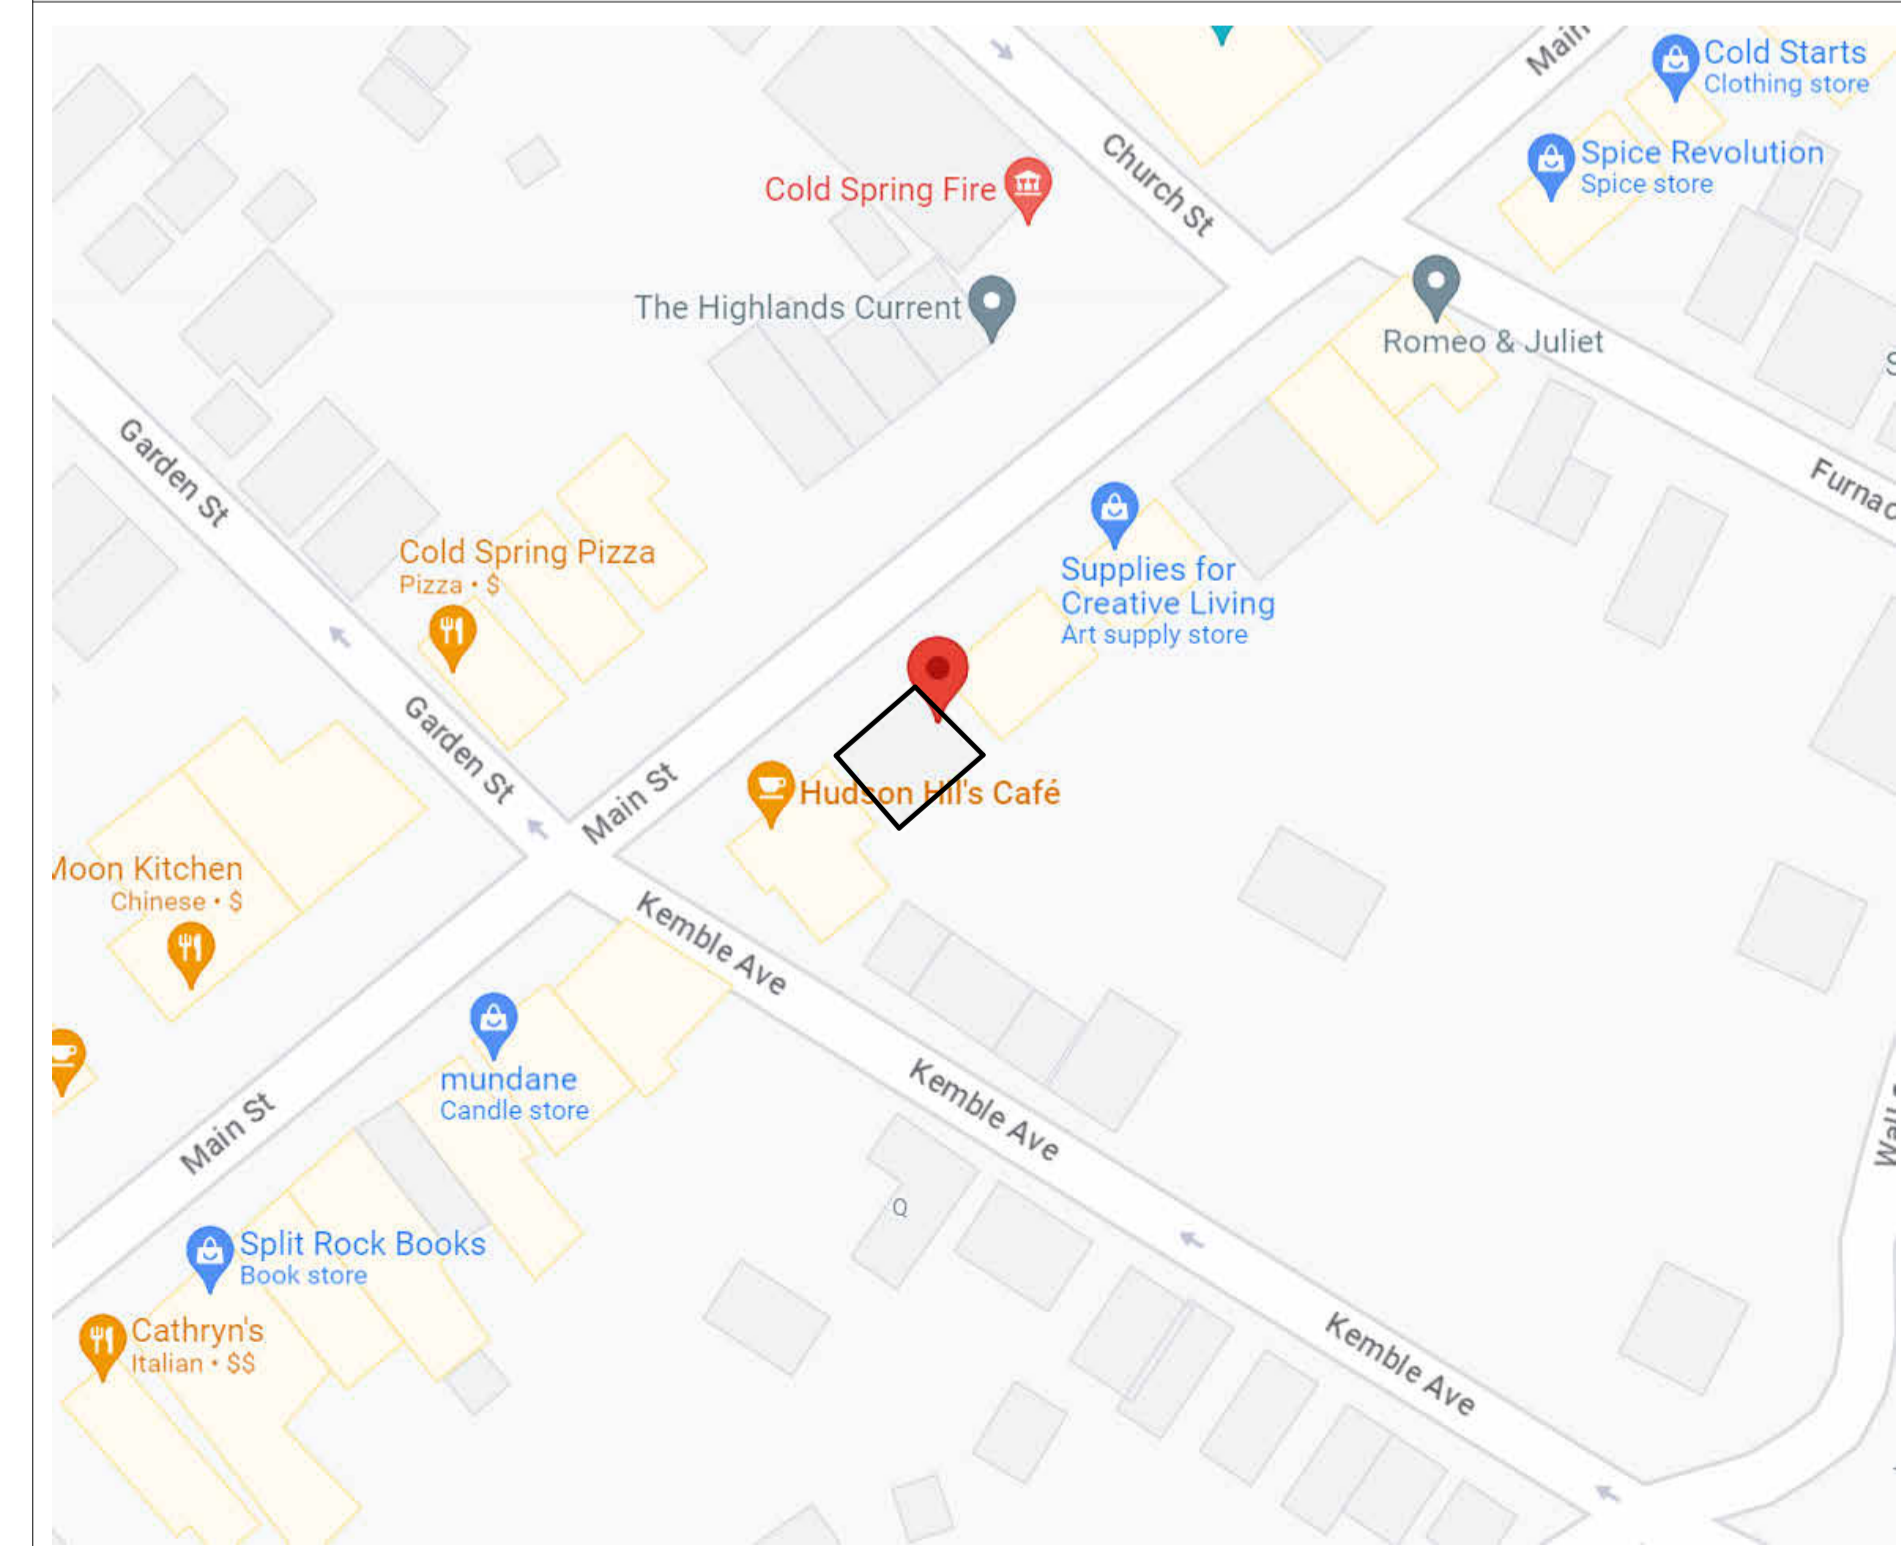 Main
Cold Starts
Clothing store
Church St
Spice Revolution
Spice store
Cold Spring Fire
The Highlands Current
Romeo & Juliet
S
Garden St
Furnac
Cold Spring Pizza
Pizza • $
Supplies for
Creative Living
Art supply store
Garden St
Main St
Hudson Hil's Café
Moon Kitchen
Chinese • $
Kemble Ave
mundane
Candle store
Kemble Ave
Main St
Q
Split Rock Books
Book store
Cathryn's
Italian • $$
Kemble Ave